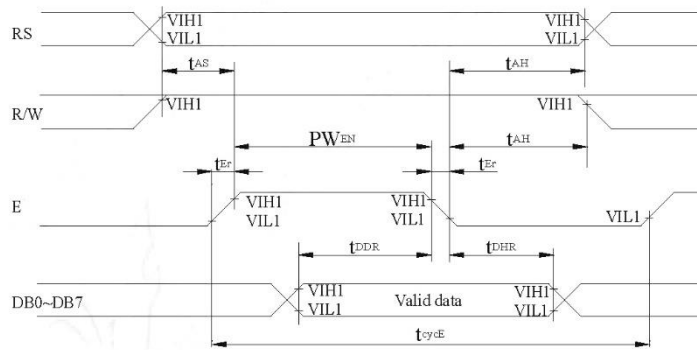 RS VIH1 VIH1
VIL1 VIL1
tAS tAH
R/W VIH1 VIH1
PWEN tAH
tEr tEr
E VIH1 VIH1
VIL1 VIL1 VIL1
tDDR tDHR
DB0~DB7 VIH1 Valid data VIH1
VIL1 VIL1
tcycE